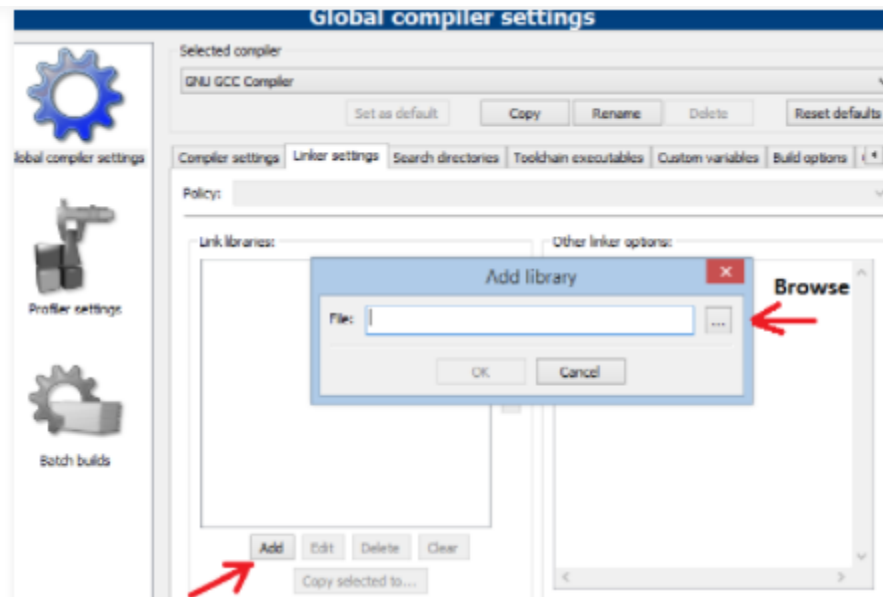 Global compiler settings
Selected compiler
GNU GCC Compiler
Set as default Copy Rename Delete Reset defaults
Global compiler settings
Compiler settings Linker settings Search directories Toolchain executables Custom variables Build options
Policy:
Link libraries:
Other linker options:
Add library
Browse
File:
...
OK Cancel
Profiler settings
Batch builds
Add Edit Delete Clear
Copy selected to...